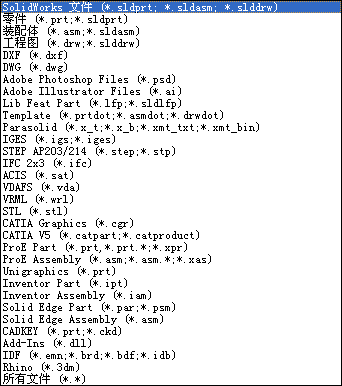 SolidWorks 文件 (*.sldprt; *.sldasm; *.slddrw)
零件 (*.prt;*.sldprt)
装配体 (*.asm;*.sldasm)
工程图 (*.drw;*.slddrw)
DXF (*.dxf)
DWG (*.dwg)
Adobe Photoshop Files (*.psd)
Adobe Illustrator Files (*.ai)
Lib Feat Part (*.lfp;*.sldlfp)
Template (*.prtdot;*.asmdot;*.drwdot)
Parasolid (*.x_t;*.x_b;*.xmt_txt;*.xmt_bin)
IGES (*.igs;*.iges)
STEP AP203/214 (*.step;*.stp)
IFC 2x3 (*.ifc)
ACIS (*.sat)
VDAFS (*.vda)
VRML (*.wrl)
STL (*.stl)
CATIA Graphics (*.cgr)
CATIA V5 (*.catpart;*.catproduct)
ProE Part (*.prt,*.prt.*;*.xpr)
ProE Assembly (*.asm;*.asm.*;*.xas)
Unigraphics (*.prt)
Inventor Part (*.ipt)
Inventor Assembly (*.iam)
Solid Edge Part (*.par;*.psm)
Solid Edge Assembly (*.asm)
CADKEY (*.prt;*.ckd)
Add-Ins (*.dll)
IDF (*.emn;*.brd;*.bdf;*.idb)
Rhino (*.3dm)
所有文件 (*.*)